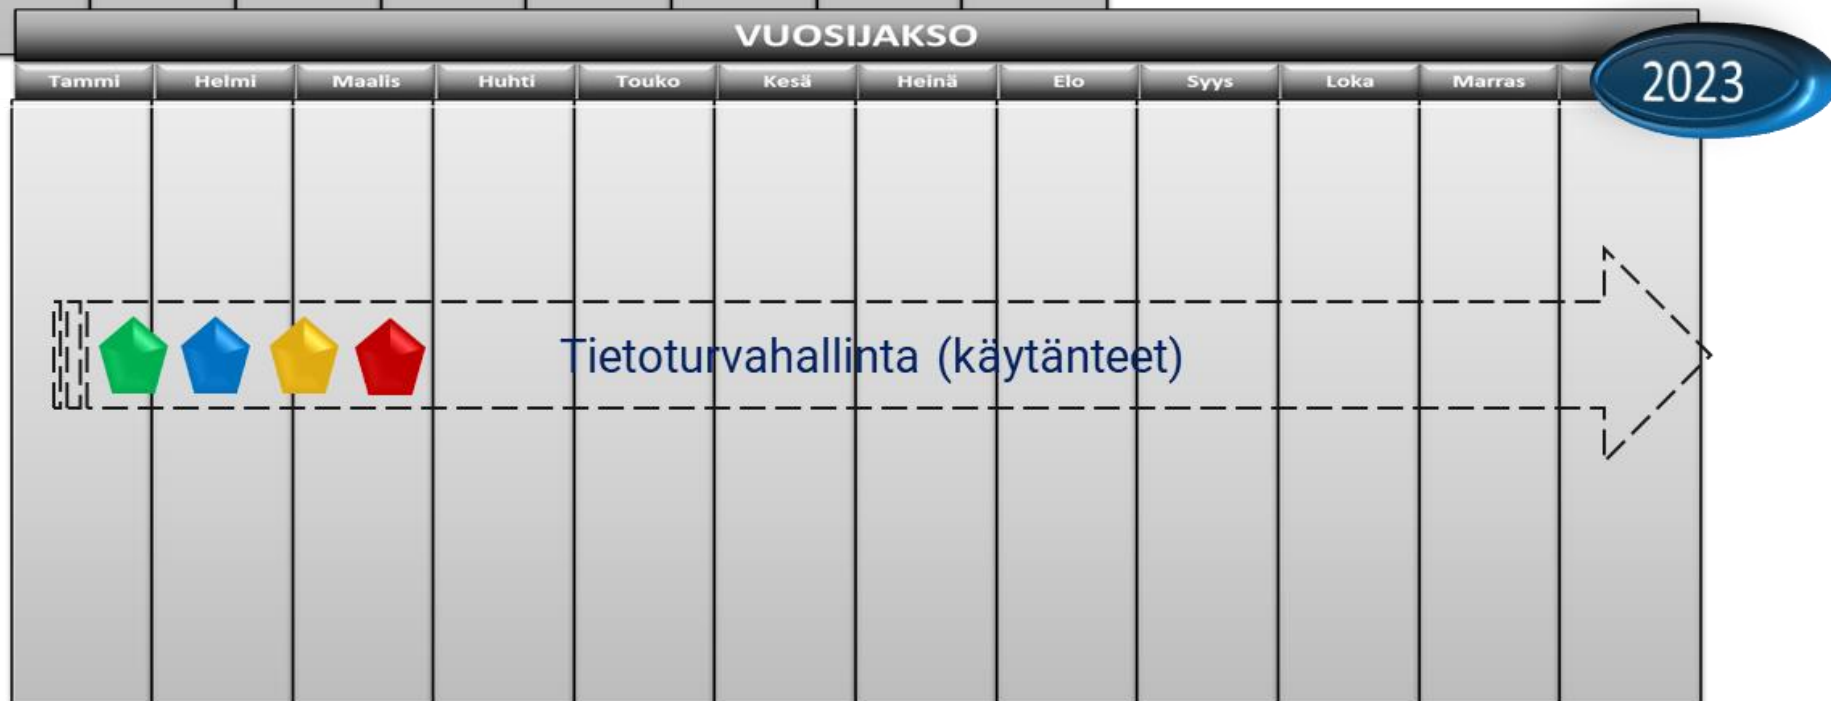 VUOSIJAKSO
2023
Tammi Helmi Maalis Huhti Touko Kesä Heinä Elo Syys Loka Marras
Tietoturvahallinta (käytänteet)